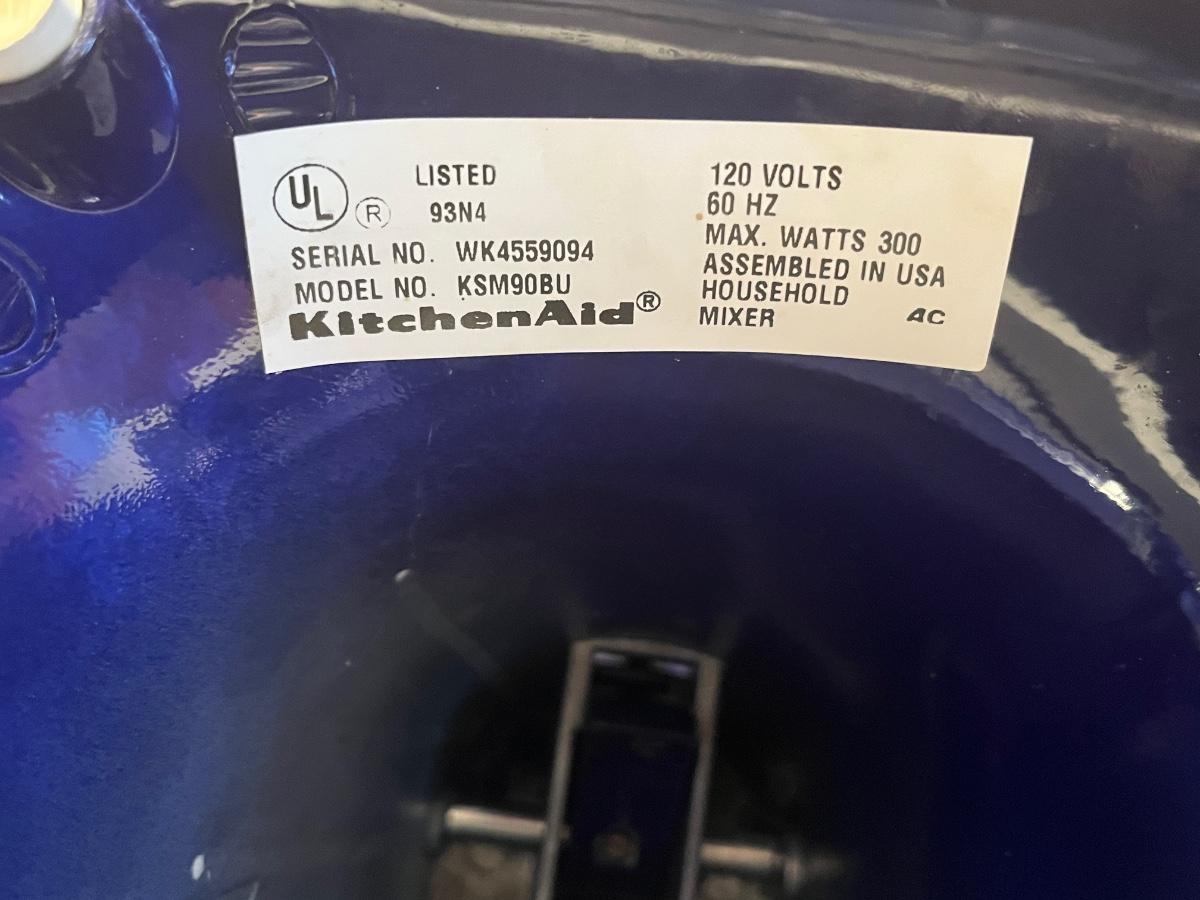 UL ® LISTED
93N4
SERIAL NO. WK4559094
MODEL NO. KSM90BU
KitchenAid®
120 VOLTS
60 HZ
MAX. WATTS 300
ASSEMBLED IN USA
HOUSEHOLD
MIXER AC